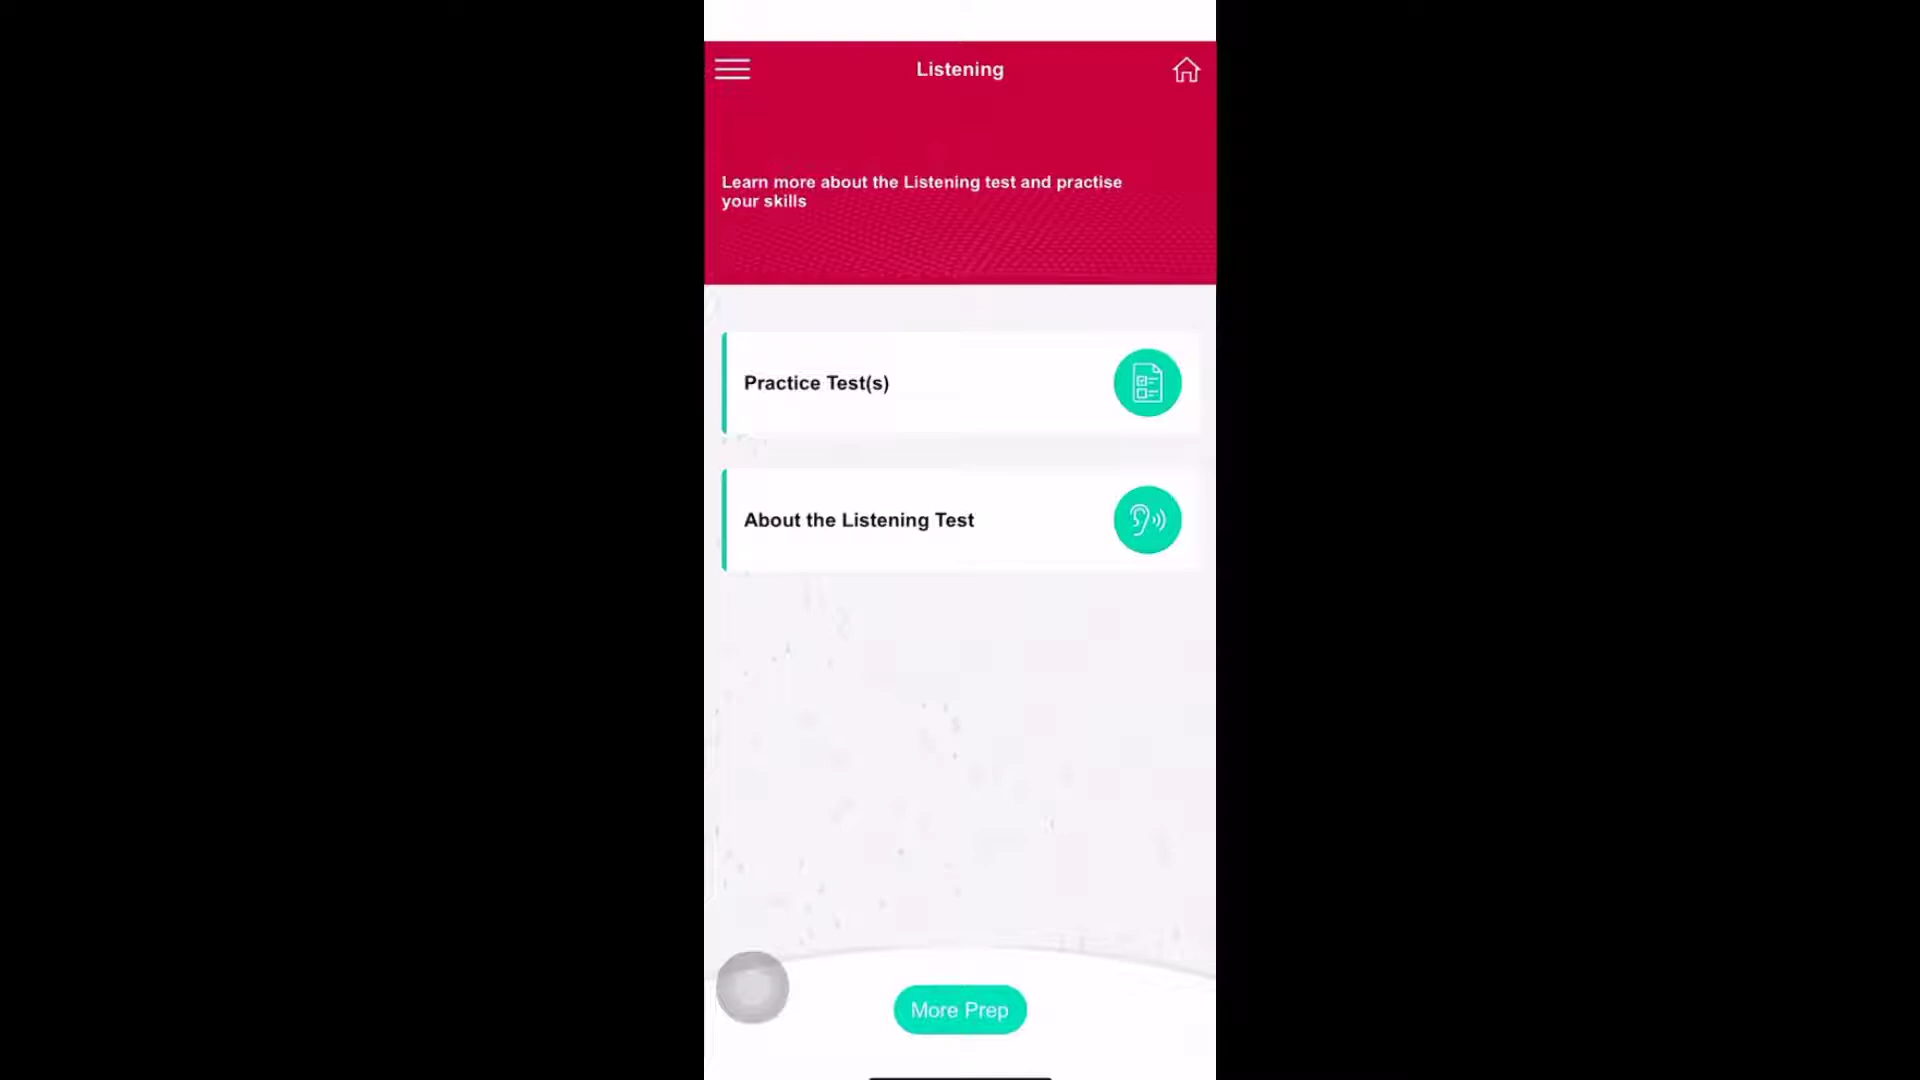 Listening
Learn more about the Listening test and practise
your skills
Practice Test(s)
About the Listening Test
More Prep